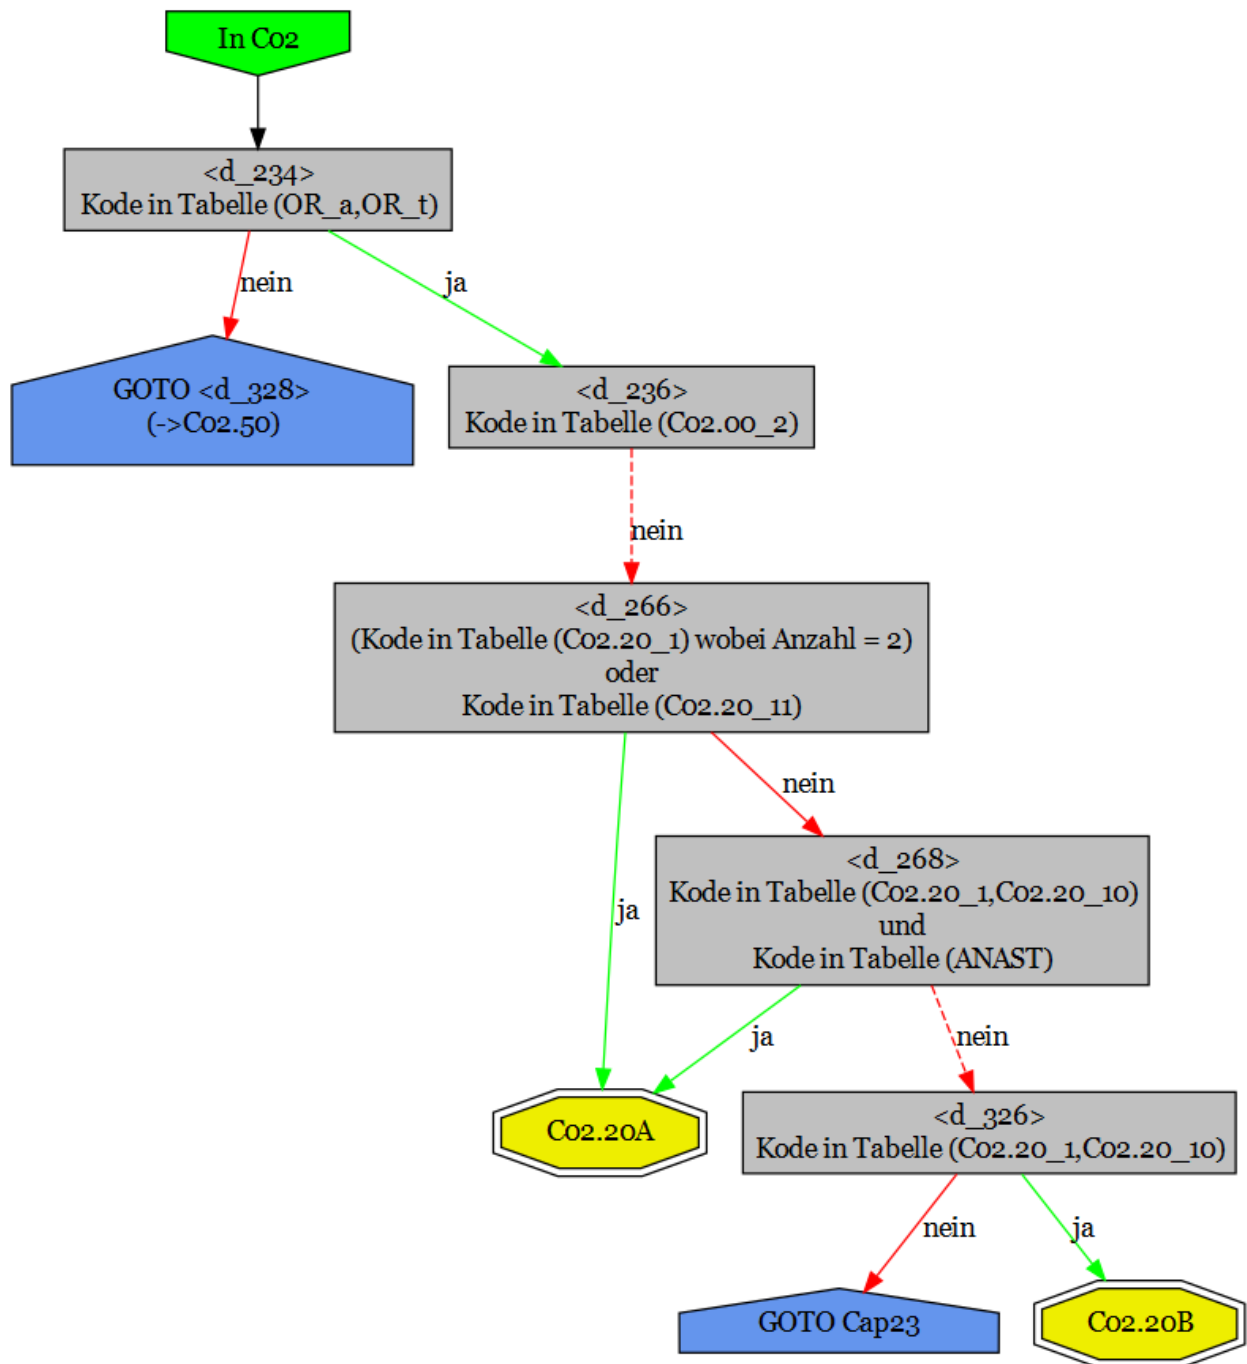 In C02
<d_234>
Kode in Tabelle (OR_a,OR_t)
nein
ja
GOTO <d_328>
(->C02.50)
<d_236>
Kode in Tabelle (C02.00_2)
nein
<d_266>
(Kode in Tabelle (C02.20_1) wobei Anzahl = 2)
oder
Kode in Tabelle (C02.20_11)
nein
<d_268>
Kode in Tabelle (C02.20_1,C02.20_10)
und
Kode in Tabelle (ANAST)
ja
ja
nein
C02.20A
<d_326>
Kode in Tabelle (C02.20_1,C02.20_10)
nein
ja
GOTO Cap23
C02.20B